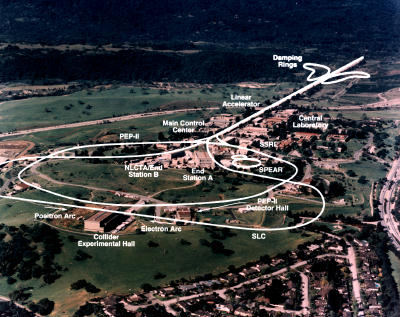 Damping
Rings
Linear
Accelerator
Central
Laboratory
Main Control
Center
PEP-II
SSRL
NLCTA/End
Station B
End
Station A
SPEAR
PEP-II
Detector Hall
Positron Arc
Electron Arc
Collider
Experimental Hall
SLC